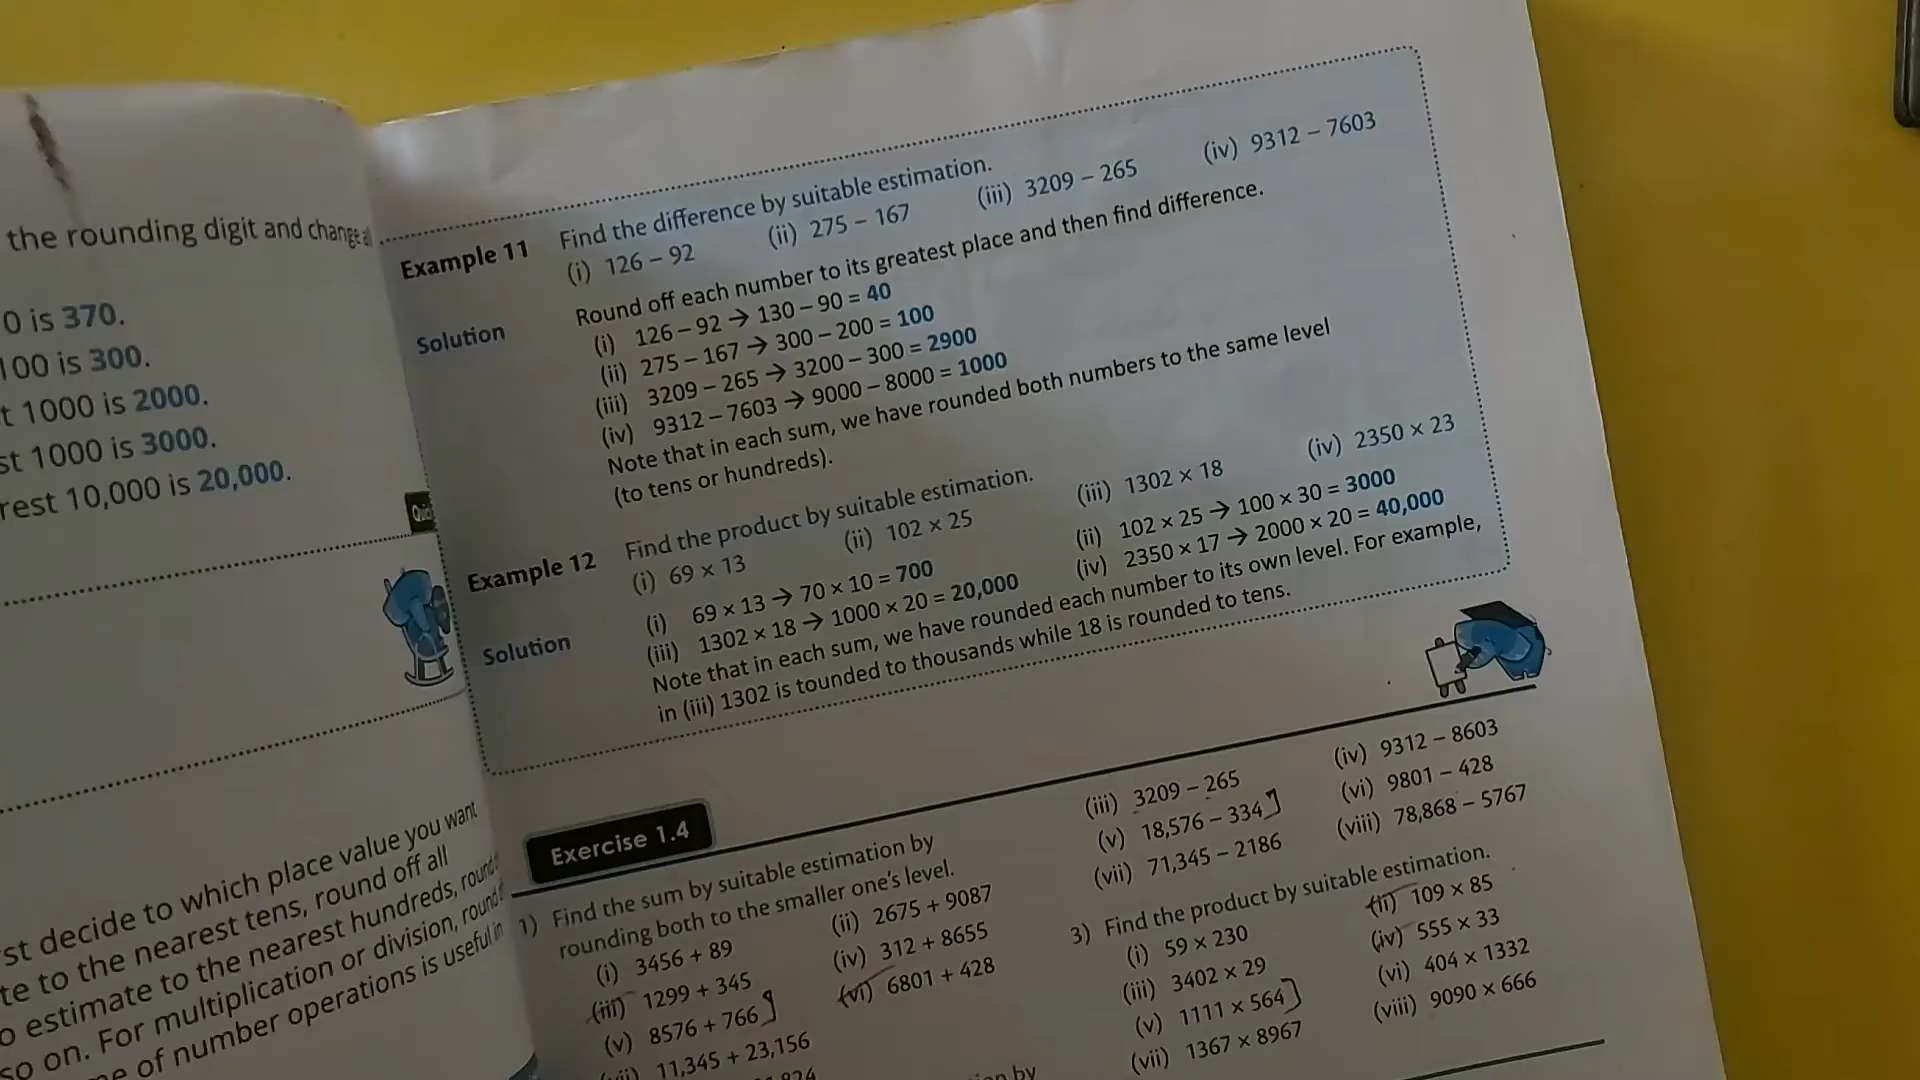 the rounding digit and change
0 is 370.
100 is 300.
t 1000 is 2000.
st 1000 is 3000.
rest 10,000 is 20,000.
st decide to which place value you want
te to the nearest tens, round off all
o estimate to the nearest hundreds, round
so on. For multiplication or division, round
me of number operations is useful in
Example 11 Find the difference by suitable estimation.
(i) 126 – 92 (ii) 275 – 167 (iii) 3209 – 265 (iv) 9312 – 7603
Solution Round off each number to its greatest place and then find difference.
(i) 126 – 92 → 130 – 90 = 40
(ii) 275 – 167 → 300 – 200 = 100
(iii) 3209 – 265 → 3200 – 300 = 2900
(iv) 9312 – 7603 → 9000 – 8000 = 1000
Note that in each sum, we have rounded both numbers to the same level
(to tens or hundreds).
Example 12 Find the product by suitable estimation.
(i) 69 × 13 (ii) 102 × 25 (iii) 1302 × 18 (iv) 2350 × 23
Solution (i) 69 × 13 → 70 × 10 = 700 (ii) 102 × 25 → 100 × 30 = 3000
(iii) 1302 × 18 → 1000 × 20 = 20,000 (iv) 2350 × 17 → 2000 × 20 = 40,000
Note that in each sum, we have rounded each number to its own level. For example,
in (iii) 1302 is tounded to thousands while 18 is rounded to tens.
Exercise 1.4
1) Find the sum by suitable estimation by
rounding both to the smaller one's level.
(i) 3456 + 89 (ii) 2675 + 9087
(iii) 1299 + 345 (iv) 312 + 8655
(v) 8576 + 766 (vi) 6801 + 428
11,345 + 23,156
by
(iii) 3209 – 265 (iv) 9312 – 8603
(v) 18,576 – 334 (vi) 9801 – 428
(vii) 71,345 – 2186 (viii) 78,868 – 5767
3) Find the product by suitable estimation.
(i) 59 × 230 (ii) 109 × 85
(iii) 3402 × 29 (iv) 555 × 33
(v) 1111 × 564 (vi) 404 × 1332
(vii) 1367 × 8967 (viii) 9090 × 666